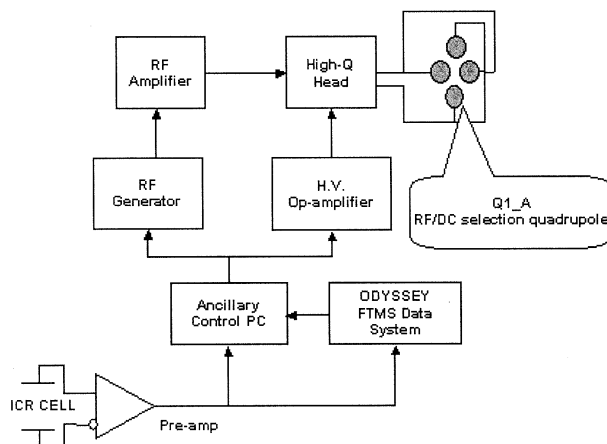 RF
Amplifier
High-Q
Head
RF
Generator
H.V.
Op-amplifier
Q1_A
RF/DC selection quadrupole
Ancillary
Control PC
ODYSSEY
FTMS Data
System
ICR CELL
Pre-amp